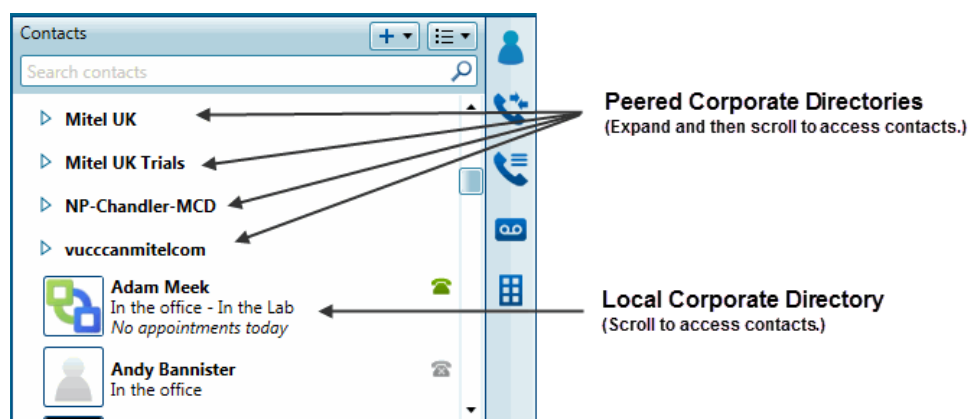 Contacts
Search contacts
Mitel UK
Mitel UK Trials
NP-Chandler-MCD
vucccanmitelcom
Adam Meek
In the office - In the Lab
No appointments today
Andy Bannister
In the office
Peered Corporate Directories
(Expand and then scroll to access contacts.)
Local Corporate Directory
(Scroll to access contacts.)